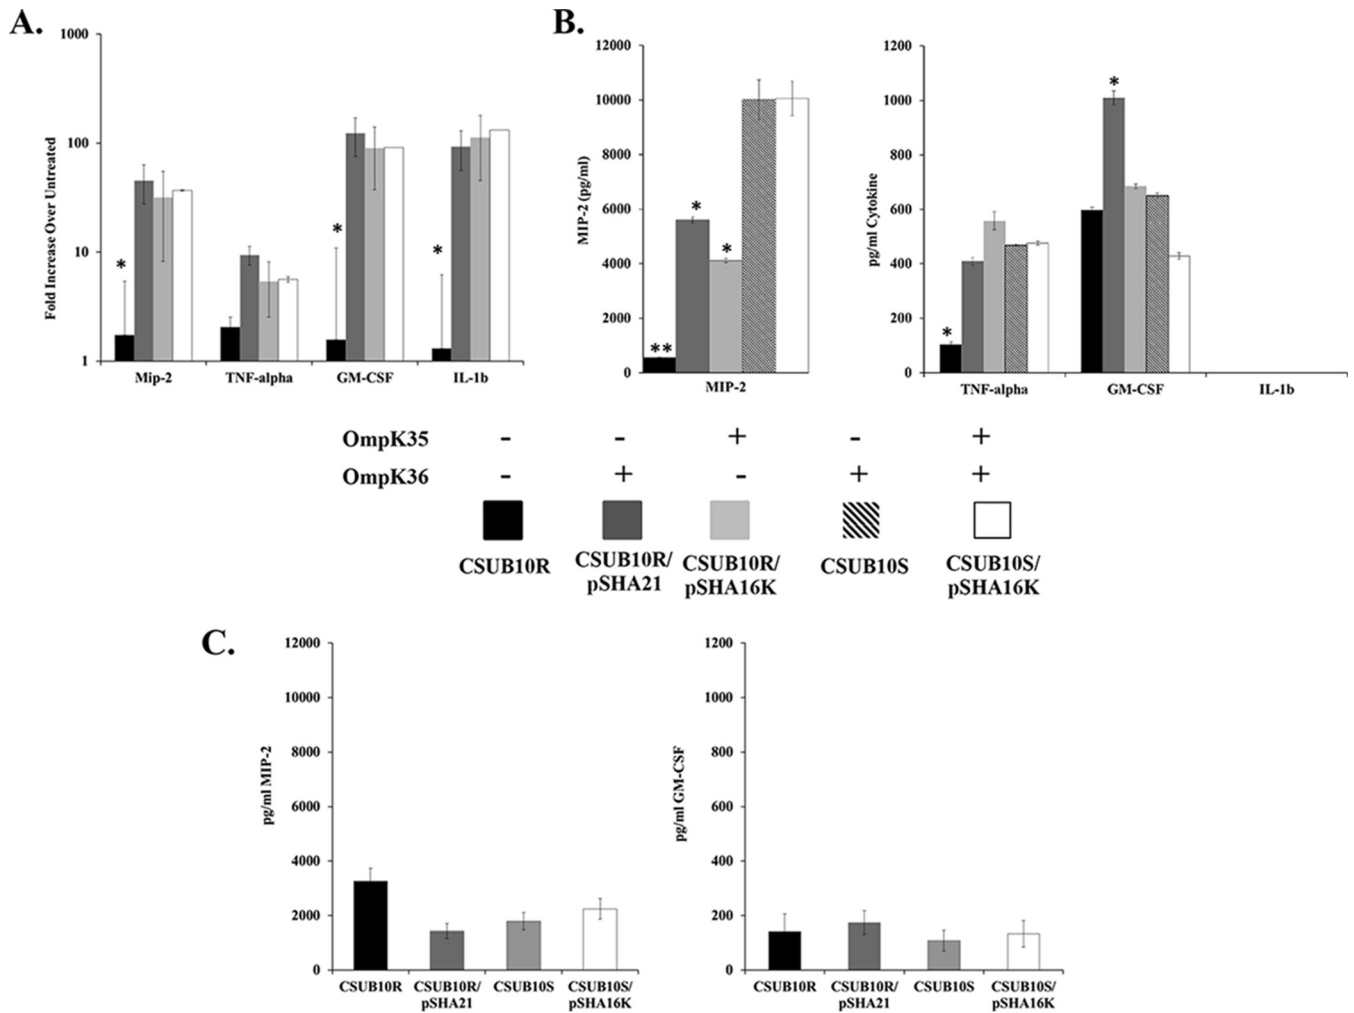 A.
Fold Increase Over Untreated
1000
100
10
1
*
*
*
Mip-2 TNF-alpha GM-CSF IL-1b
B.
MIP-2 (pg/ml)
12000
10000
8000
6000
4000
2000
0
**
*
*
MIP-2
pg/ml Cytokine
1200
1000
800
600
400
200
0
*
*
TNF-alpha GM-CSF IL-1b
OmpK35 - - + - +
OmpK36 - + - + +
CSUB10R
CSUB10R/
pSHA21
CSUB10R/
pSHA16K
CSUB10S
CSUB10S/
pSHA16K
C.
pg/ml MIP-2
12000
10000
8000
6000
4000
2000
0
CSUB10R
CSUB10R/
pSHA21
CSUB10S
CSUB10S/
pSHA16K
pg/ml GM-CSF
1200
1000
800
600
400
200
0
CSUB10R
CSUB10R/
pSHA21
CSUB10S
CSUB10S/
pSHA16K